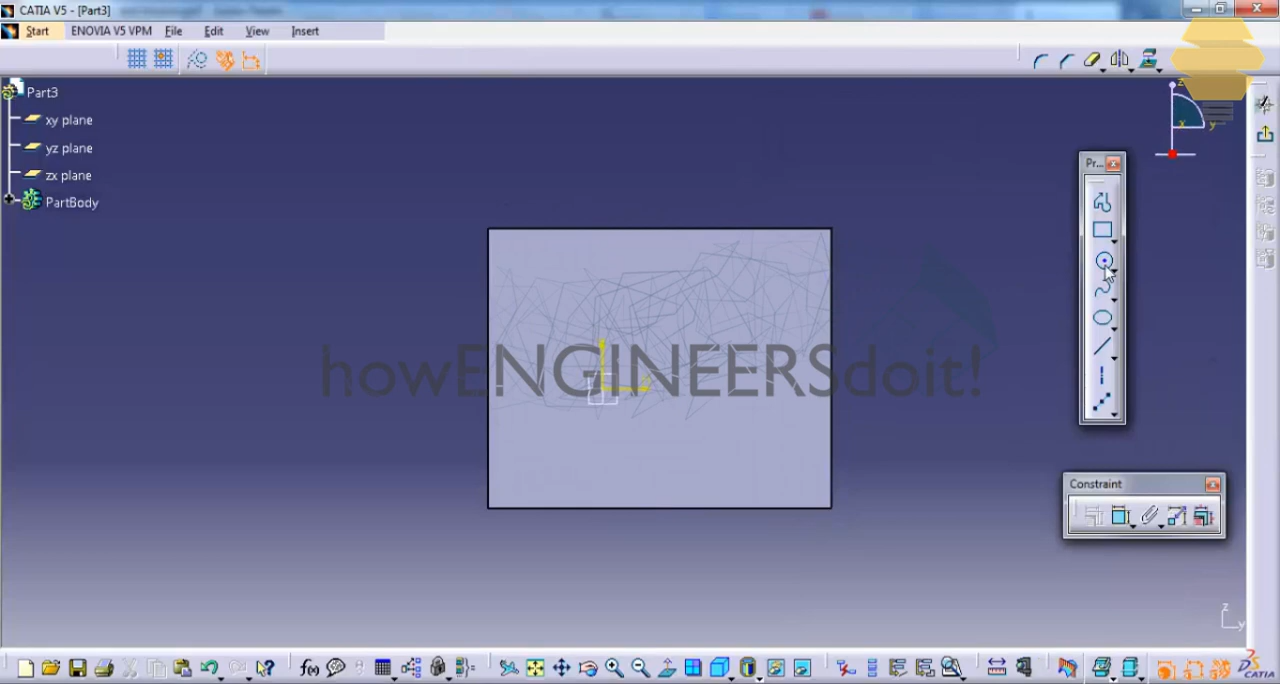 CATIA V5 - [Part3]
Start ENOVIA V5 VPM File Edit View Insert
Part3
xy plane
yz plane
zx plane
PartBody
z
x y
Pr...
howENGINEERSdoit!
Constraint
z
y
f(x)
CATIA